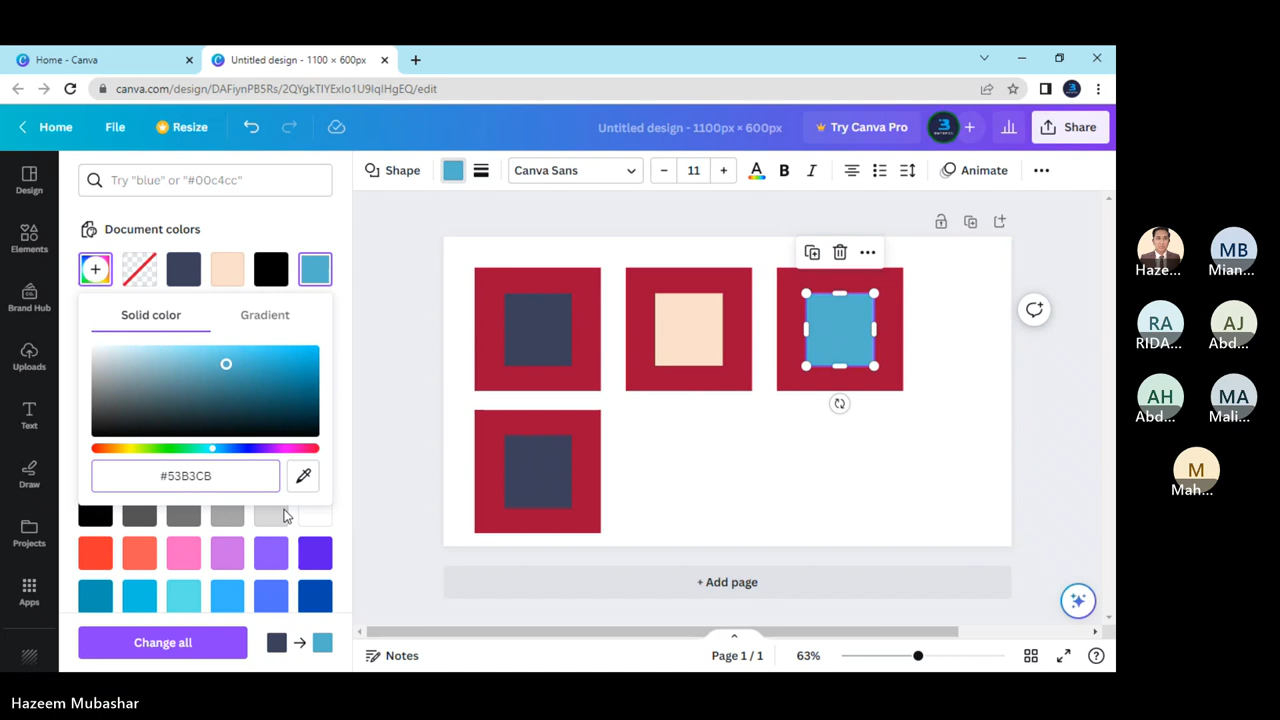 Home - Canva
Untitled design - 1100 × 600px
canva.com/design/DAFiynPB5Rs/2QYgkTIYExIo1U9IqIHgEQ/edit
Home File Resize Untitled design - 1100px × 600px Try Canva Pro Share
Design
Elements
Brand Hub
Uploads
Text
Draw
Projects
Apps
Try "blue" or "#00c4cc"
Document colors
Solid color Gradient
#53B3CB
Change all
Shape Canva Sans 11 A B I Animate
+ Add page
Notes Page 1 / 1 63%
Haze... MB Mian...
RA RIDA... AJ Abd...
AH Abd... MA Mali...
M Mah...
Hazeem Mubashar